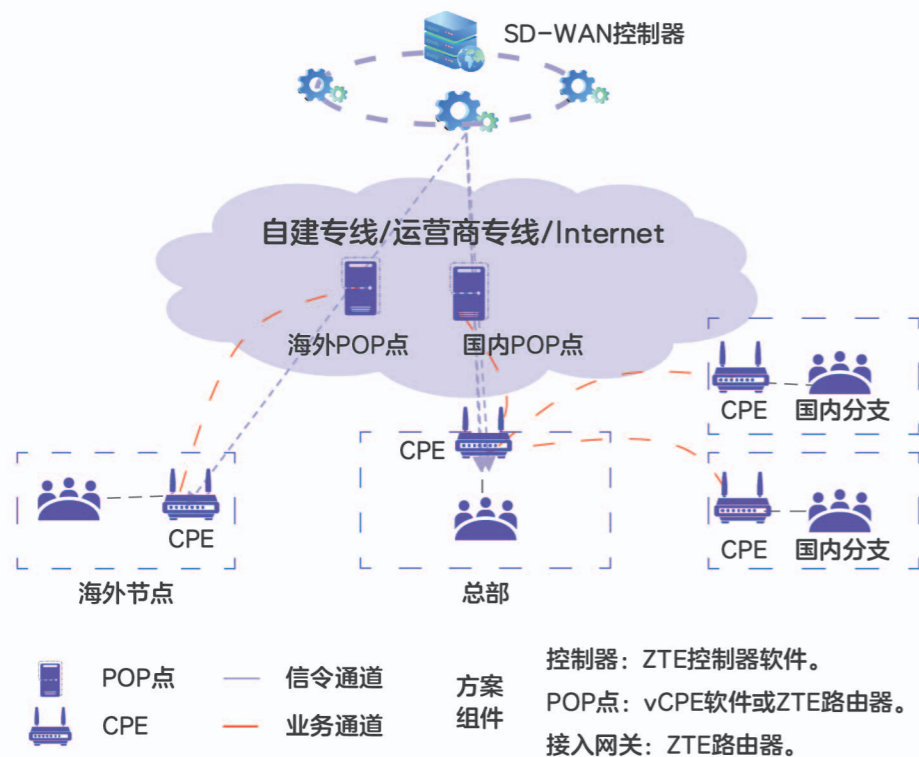 SD-WAN控制器
自建专线/运营商专线/Internet
海外POP点
国内POP点
CPE
国内分支
CPE
CPE
国内分支
CPE
海外节点
总部
POP点
信令通道
CPE
业务通道
方案
组件
控制器：ZTE控制器软件。
POP点：vCPE软件或ZTE路由器。
接入网关：ZTE路由器。